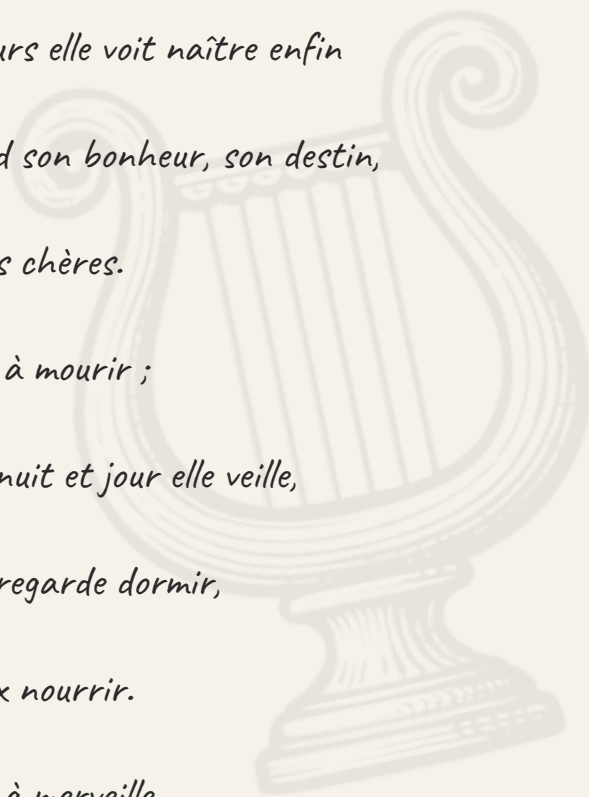 urs elle voit naître enfin
d son bonheur, son destin,
s chères.
à mourir ;
nuit et jour elle veille,
regarde dormir,
x nourrir.
à merveille